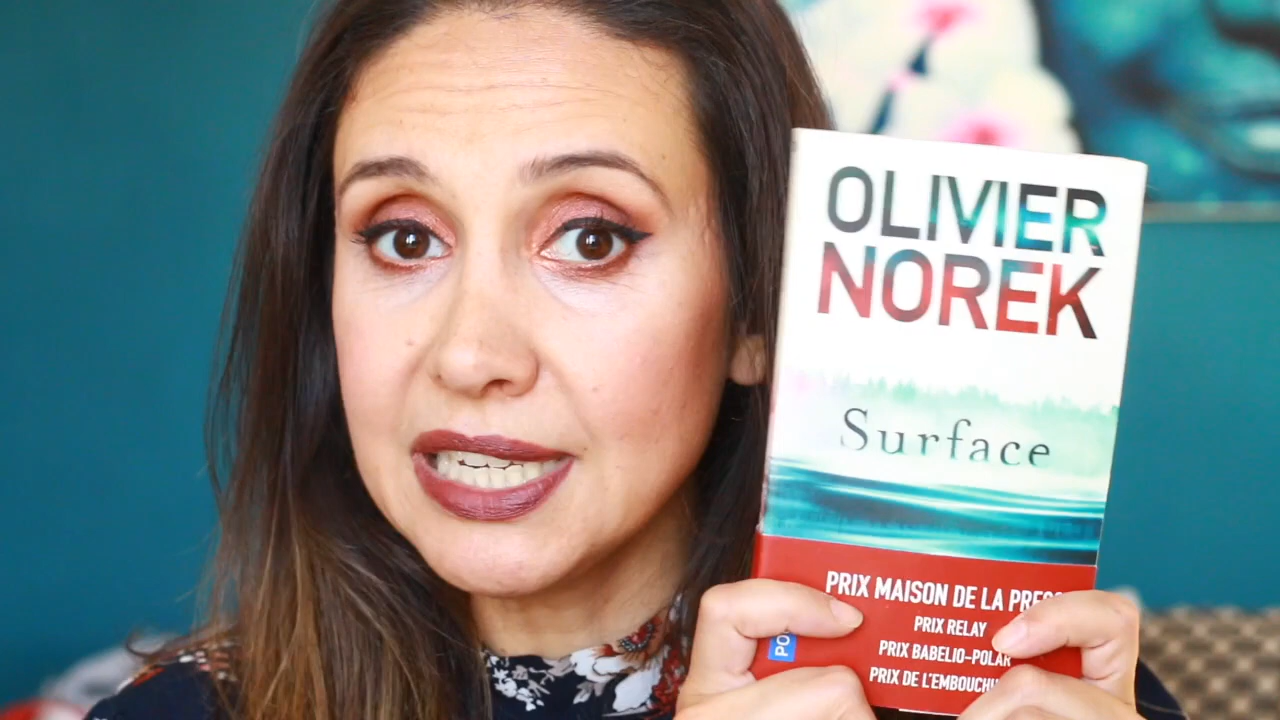 OLIVIER
NOREK
Surface
PRIX MAISON DE LA
PRIX RELAY
PRIX BABELIO-POLAR
PRIX DE